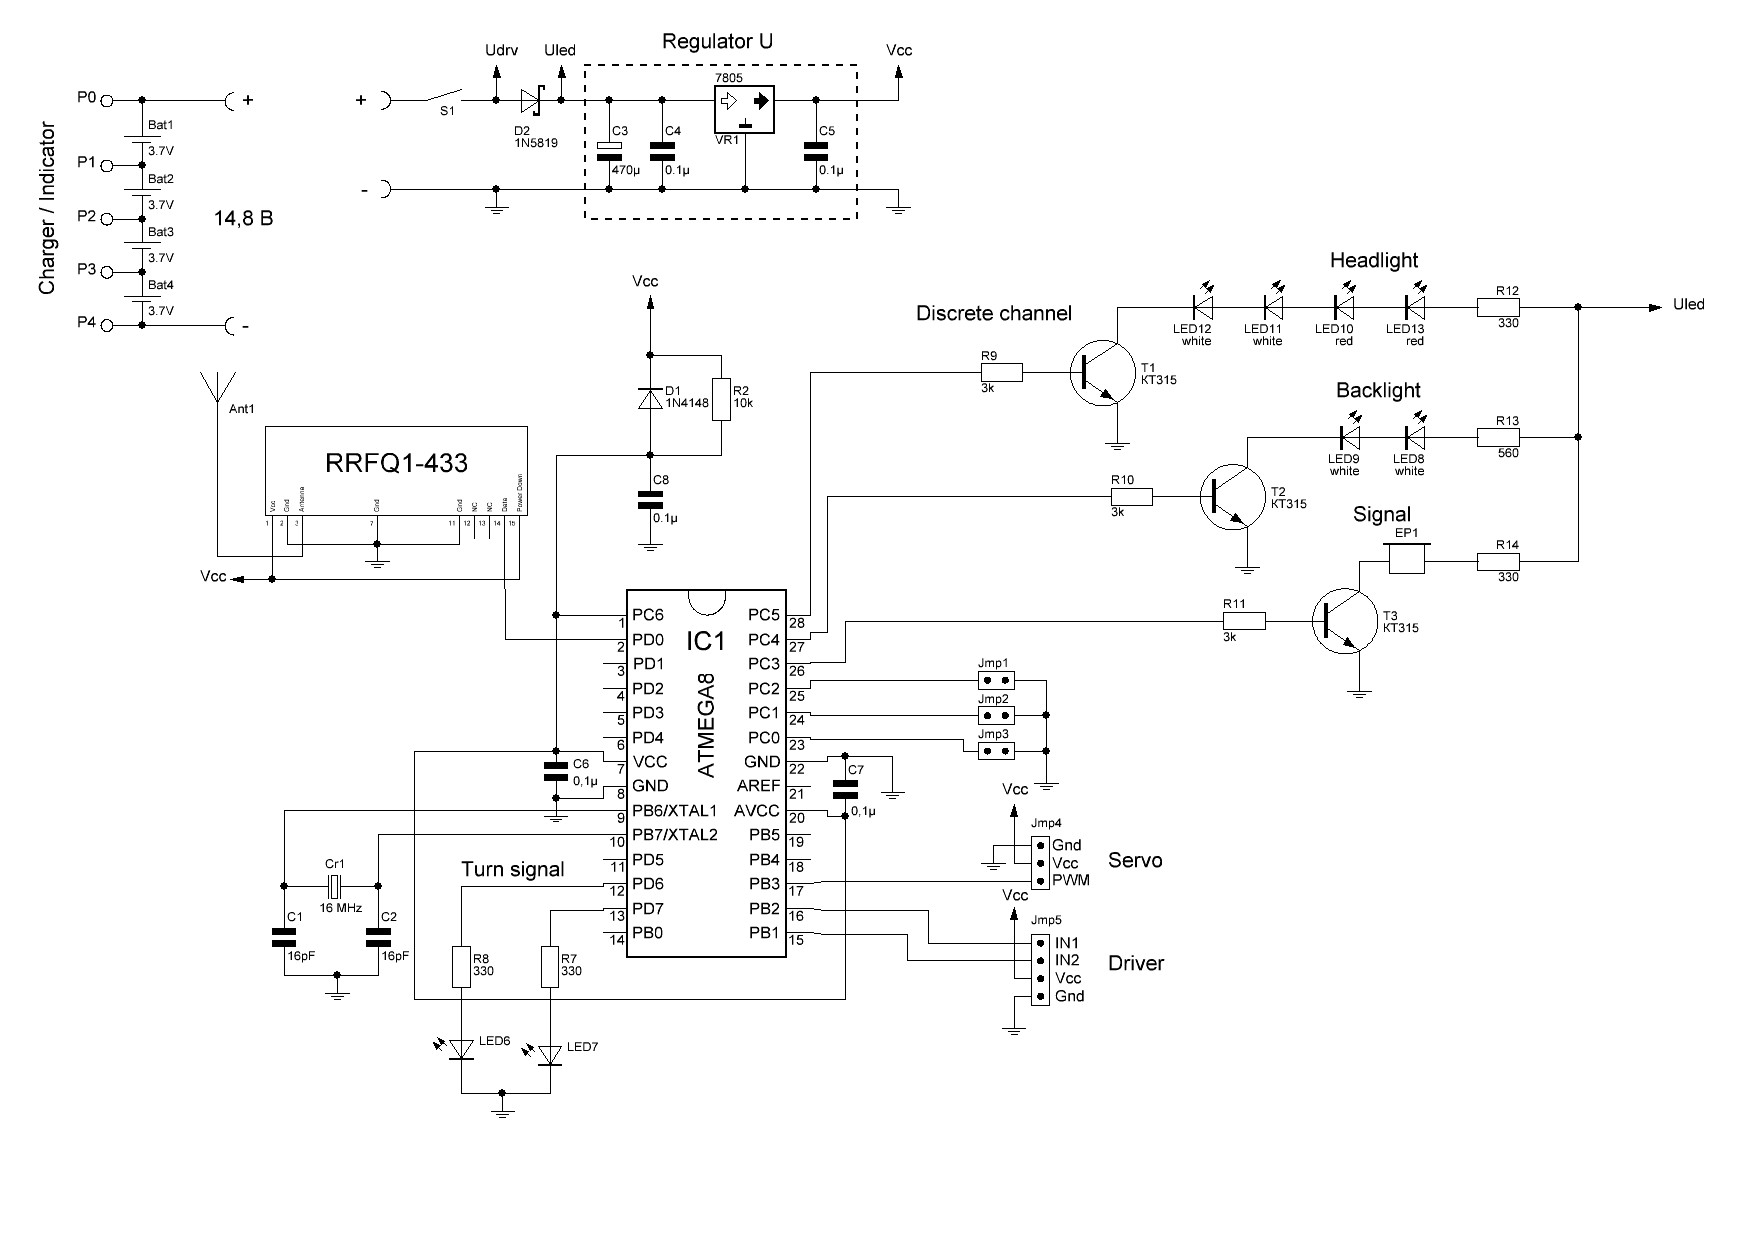 Regulator U
Udrv
Uled
Vcc
7805
P0
+
+
S1
D2
1N5819
C3
470µ
C4
0.1µ
VR1
C5
0.1µ
-
Charger / Indicator
Bat1
3.7V
P1
Bat2
3.7V
P2
14,8 B
Bat3
3.7V
P3
Bat4
3.7V
P4
-
Ant1
RRFQ1-433
Vcc
Gnd
Antenna
Gnd
Gnd
NC
NC
Data
Power Down
1
2
3
7
11
12
13
14
15
Vcc
Vcc
D1
1N4148
R2
10k
C8
0.1µ
Discrete channel
Headlight
LED12
white
LED11
white
LED10
red
LED13
red
R12
330
Uled
R9
3k
T1
КТ315
Backlight
LED9
white
LED8
white
R13
560
R10
3k
T2
КТ315
Signal
EP1
R14
330
R11
3k
T3
КТ315
IC1
ATMEGA8
PC6
1
PD0
2
PD1
3
PD2
4
PD3
5
PD4
6
VCC
7
GND
8
PB6/XTAL1
9
PB7/XTAL2
10
PD5
11
PD6
12
PD7
13
PB0
14
PC5
28
PC4
27
PC3
26
PC2
25
PC1
24
PC0
23
GND
22
AREF
21
AVCC
20
PB5
19
PB4
18
PB3
17
PB2
16
PB1
15
C6
0,1µ
C7
0,1µ
Jmp1
Jmp2
Jmp3
Vcc
Jmp4
Gnd
Vcc
PWM
Servo
Vcc
Jmp5
IN1
IN2
Vcc
Gnd
Driver
Cr1
16 MHz
C1
16pF
C2
16pF
Turn signal
R8
330
R7
330
LED6
LED7